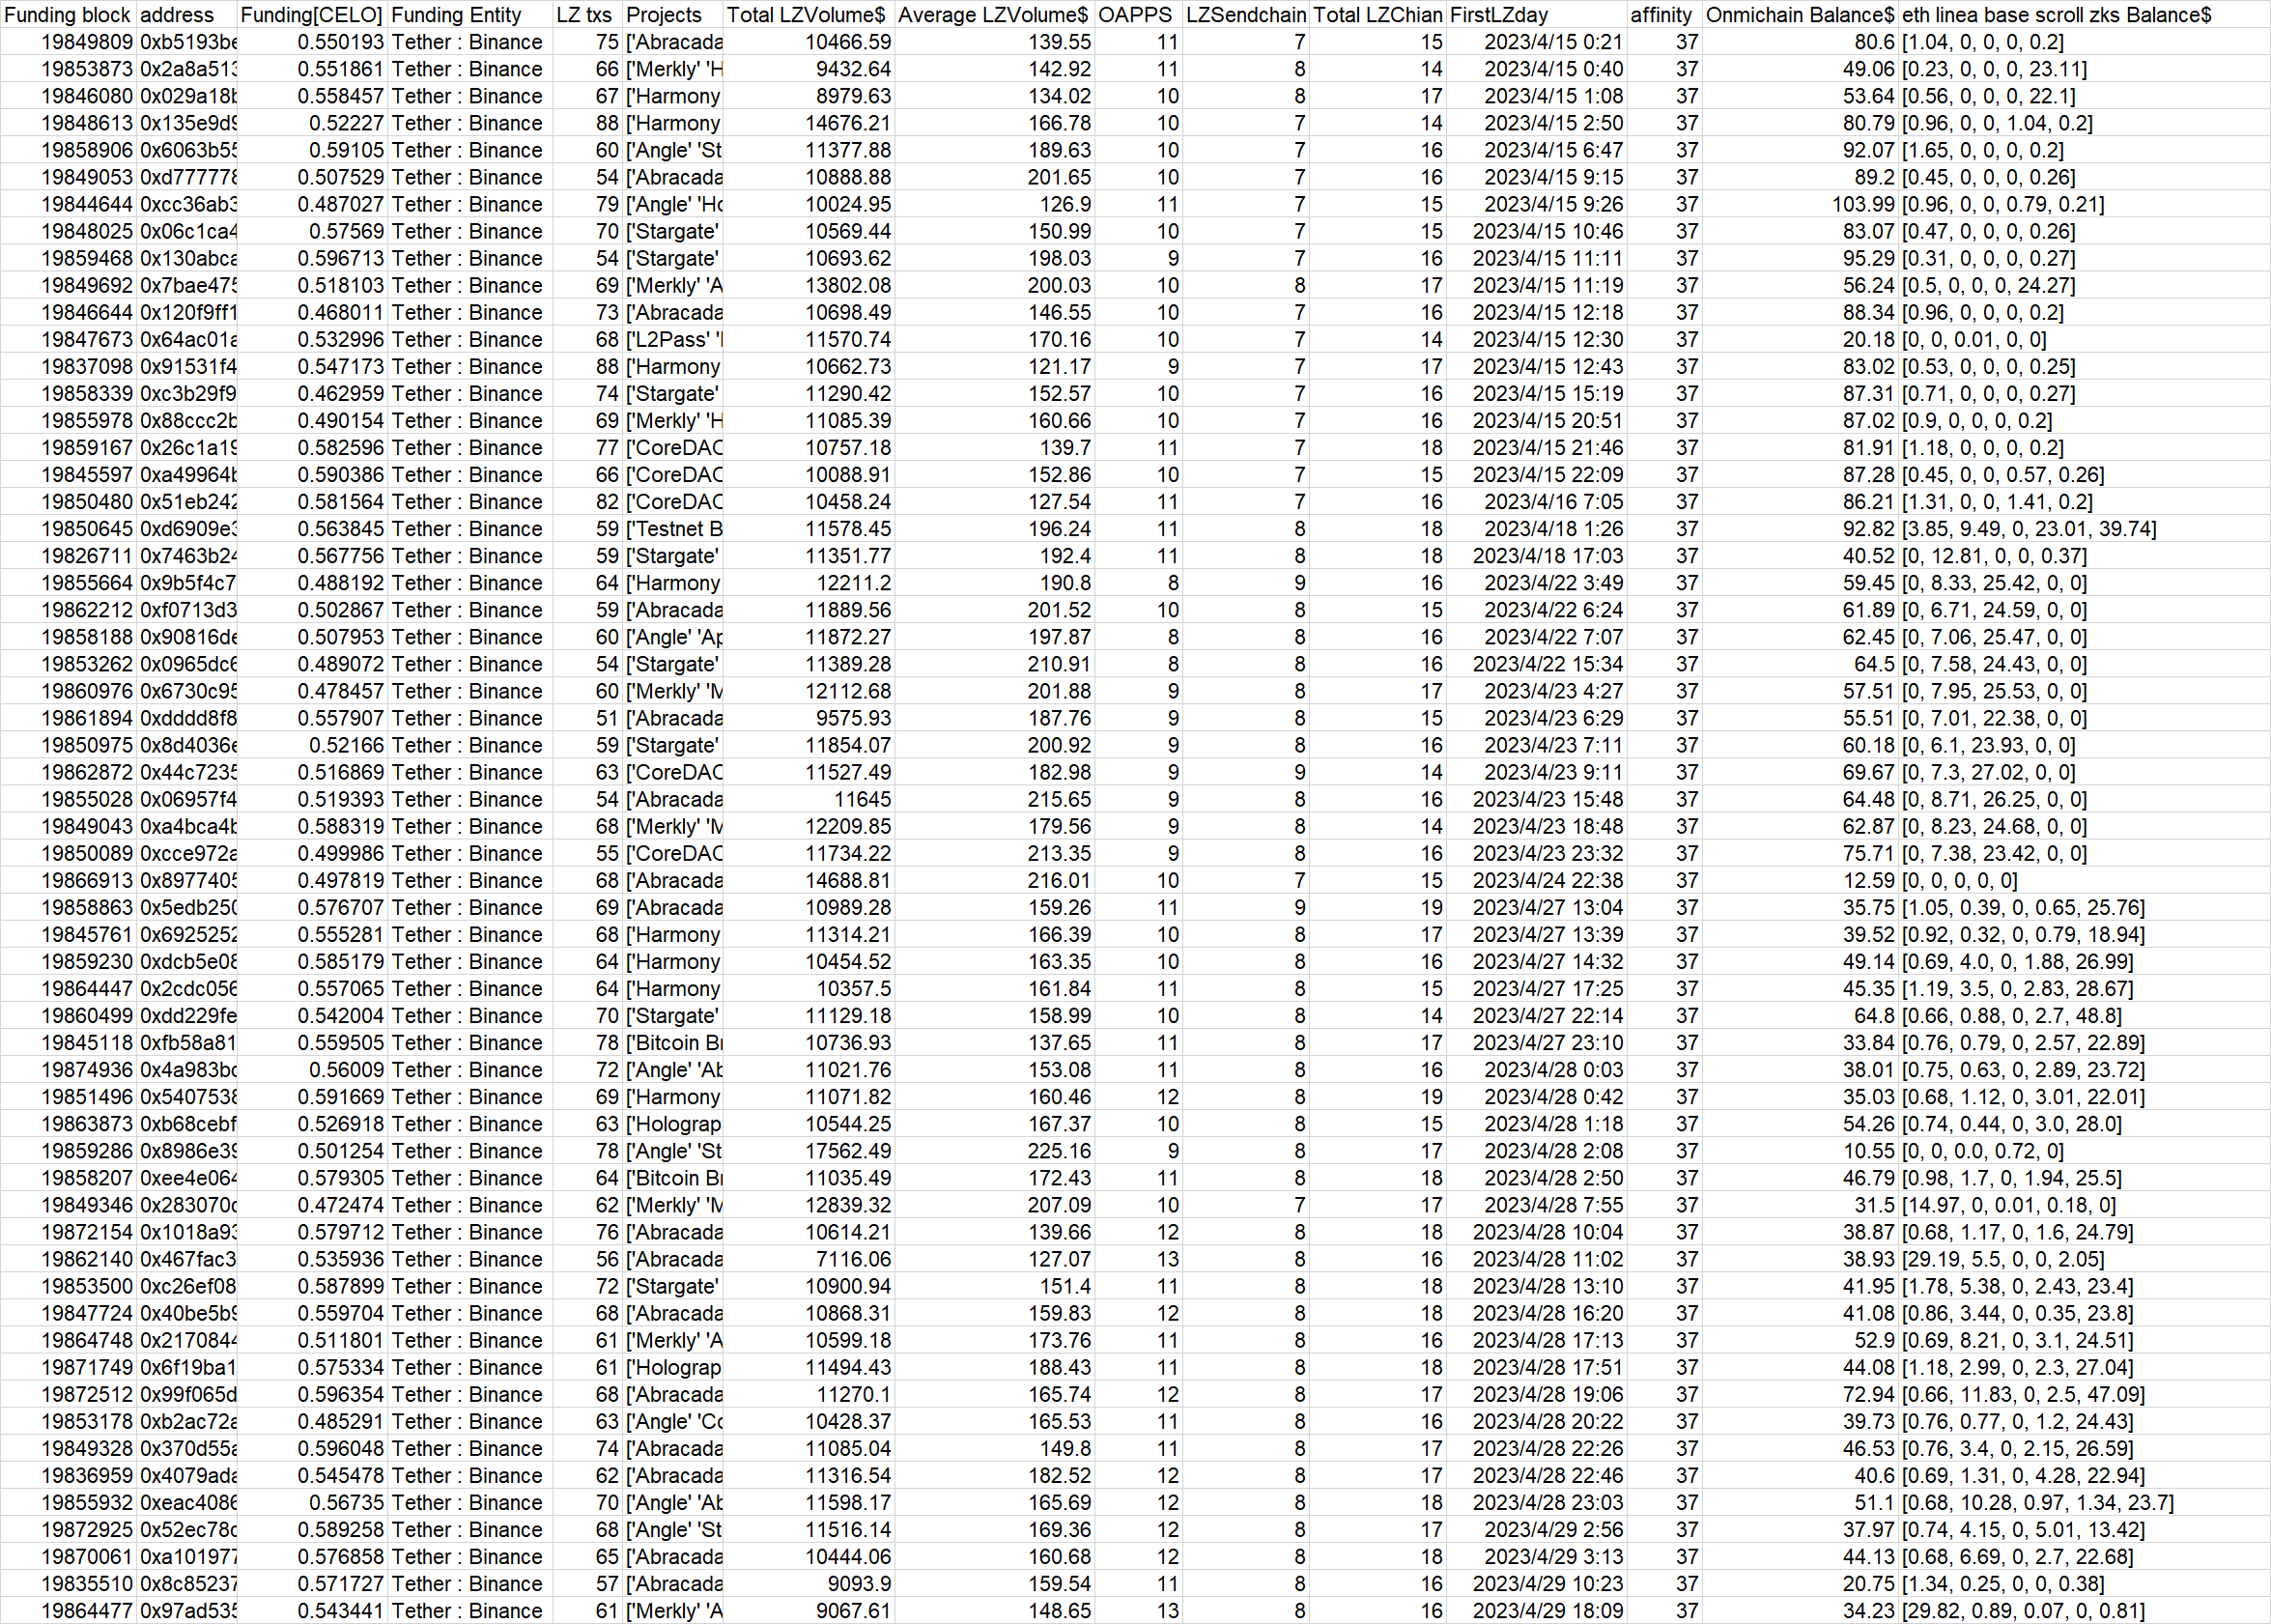 Funding block address Funding[CELO] Funding Entity LZ txs Projects Total LZVolume$ Average LZVolume$ OAPPS LZSendchain Total LZChian FirstLZday affinity Onmichain Balance$ eth linea base scroll zks Balance$
19849809 0xb5193be 0.550193 Tether : Binance 75 ['Abracada 10466.59 139.55 11 7 15 2023/4/15 0:21 37 80.6 [1.04, 0, 0, 0, 0.2]
19853873 0x2a8a513 0.551861 Tether : Binance 66 ['Merkly' 'H 9432.64 142.92 11 8 14 2023/4/15 0:40 37 49.06 [0.23, 0, 0, 0, 23.11]
19846080 0x029a18b 0.558457 Tether : Binance 67 ['Harmony 8979.63 134.02 10 8 17 2023/4/15 1:08 37 53.64 [0.56, 0, 0, 0, 22.1]
19848613 0x135e9d9 0.52227 Tether : Binance 88 ['Harmony 14676.21 166.78 10 7 14 2023/4/15 2:50 37 80.79 [0.96, 0, 0, 1.04, 0.2]
19858906 0x6063b55 0.59105 Tether : Binance 60 ['Angle' 'St 11377.88 189.63 10 7 16 2023/4/15 6:47 37 92.07 [1.65, 0, 0, 0, 0.2]
19849053 0xd777778 0.507529 Tether : Binance 54 ['Abracada 10888.88 201.65 10 7 16 2023/4/15 9:15 37 89.2 [0.45, 0, 0, 0, 0.26]
19844644 0xcc36ab3 0.487027 Tether : Binance 79 ['Angle' 'Ho 10024.95 126.9 11 7 15 2023/4/15 9:26 37 103.99 [0.96, 0, 0, 0.79, 0.21]
19848025 0x06c1ca4 0.57569 Tether : Binance 70 ['Stargate' 10569.44 150.99 10 7 15 2023/4/15 10:46 37 83.07 [0.47, 0, 0, 0, 0.26]
19859468 0x130abca 0.596713 Tether : Binance 54 ['Stargate' 10693.62 198.03 9 7 16 2023/4/15 11:11 37 95.29 [0.31, 0, 0, 0, 0.27]
19849692 0x7bae475 0.518103 Tether : Binance 69 ['Merkly' 'A 13802.08 200.03 10 8 17 2023/4/15 11:19 37 56.24 [0.5, 0, 0, 0, 24.27]
19846644 0x120f9ff1 0.468011 Tether : Binance 73 ['Abracada 10698.49 146.55 10 7 16 2023/4/15 12:18 37 88.34 [0.96, 0, 0, 0, 0.2]
19847673 0x64ac01a 0.532996 Tether : Binance 68 ['L2Pass' ' 11570.74 170.16 10 7 14 2023/4/15 12:30 37 20.18 [0, 0, 0.01, 0, 0]
19837098 0x91531f4 0.547173 Tether : Binance 88 ['Harmony 10662.73 121.17 9 7 17 2023/4/15 12:43 37 83.02 [0.53, 0, 0, 0, 0.25]
19858339 0xc3b29f9 0.462959 Tether : Binance 74 ['Stargate' 11290.42 152.57 10 7 16 2023/4/15 15:19 37 87.31 [0.71, 0, 0, 0, 0.27]
19855978 0x88ccc2b 0.490154 Tether : Binance 69 ['Merkly' 'H 11085.39 160.66 10 7 16 2023/4/15 20:51 37 87.02 [0.9, 0, 0, 0, 0.2]
19859167 0x26c1a19 0.582596 Tether : Binance 77 ['CoreDAO 10757.18 139.7 11 7 18 2023/4/15 21:46 37 81.91 [1.18, 0, 0, 0, 0.2]
19845597 0xa49964b 0.590386 Tether : Binance 66 ['CoreDAO 10088.91 152.86 10 7 15 2023/4/15 22:09 37 87.28 [0.45, 0, 0, 0.57, 0.26]
19850480 0x51eb242 0.581564 Tether : Binance 82 ['CoreDAO 10458.24 127.54 11 7 16 2023/4/16 7:05 37 86.21 [1.31, 0, 0, 1.41, 0.2]
19850645 0xd6909e3 0.563845 Tether : Binance 59 ['Testnet B 11578.45 196.24 11 8 18 2023/4/18 1:26 37 92.82 [3.85, 9.49, 0, 23.01, 39.74]
19826711 0x7463b24 0.567756 Tether : Binance 59 ['Stargate' 11351.77 192.4 11 8 18 2023/4/18 17:03 37 40.52 [0, 12.81, 0, 0, 0.37]
19855664 0x9b5f4c7 0.488192 Tether : Binance 64 ['Harmony 12211.2 190.8 8 9 16 2023/4/22 3:49 37 59.45 [0, 8.33, 25.42, 0, 0]
19862212 0xf0713d3 0.502867 Tether : Binance 59 ['Abracada 11889.56 201.52 10 8 15 2023/4/22 6:24 37 61.89 [0, 6.71, 24.59, 0, 0]
19858188 0x90816de 0.507953 Tether : Binance 60 ['Angle' 'Ap 11872.27 197.87 8 8 16 2023/4/22 7:07 37 62.45 [0, 7.06, 25.47, 0, 0]
19853262 0x0965dc6 0.489072 Tether : Binance 54 ['Stargate' 11389.28 210.91 8 8 16 2023/4/22 15:34 37 64.5 [0, 7.58, 24.43, 0, 0]
19860976 0x6730c95 0.478457 Tether : Binance 60 ['Merkly' 'M 12112.68 201.88 9 8 17 2023/4/23 4:27 37 57.51 [0, 7.95, 25.53, 0, 0]
19861894 0xdddd8f8 0.557907 Tether : Binance 51 ['Abracada 9575.93 187.76 9 8 15 2023/4/23 6:29 37 55.51 [0, 7.01, 22.38, 0, 0]
19850975 0x8d4036e 0.52166 Tether : Binance 59 ['Stargate' 11854.07 200.92 9 8 16 2023/4/23 7:11 37 60.18 [0, 6.1, 23.93, 0, 0]
19862872 0x44c7235 0.516869 Tether : Binance 63 ['CoreDAO 11527.49 182.98 9 9 14 2023/4/23 9:11 37 69.67 [0, 7.3, 27.02, 0, 0]
19855028 0x06957f4 0.519393 Tether : Binance 54 ['Abracada 11645 215.65 9 8 16 2023/4/23 15:48 37 64.48 [0, 8.71, 26.25, 0, 0]
19849043 0xa4bca4b 0.588319 Tether : Binance 68 ['Merkly' 'M 12209.85 179.56 9 8 14 2023/4/23 18:48 37 62.87 [0, 8.23, 24.68, 0, 0]
19850089 0xcce972a 0.499986 Tether : Binance 55 ['CoreDAO 11734.22 213.35 9 8 16 2023/4/23 23:32 37 75.71 [0, 7.38, 23.42, 0, 0]
19866913 0x8977405 0.497819 Tether : Binance 68 ['Abracada 14688.81 216.01 10 7 15 2023/4/24 22:38 37 12.59 [0, 0, 0, 0, 0]
19858863 0x5edb250 0.576707 Tether : Binance 69 ['Abracada 10989.28 159.26 11 9 19 2023/4/27 13:04 37 35.75 [1.05, 0.39, 0, 0.65, 25.76]
19845761 0x6925252 0.555281 Tether : Binance 68 ['Harmony 11314.21 166.39 10 8 17 2023/4/27 13:39 37 39.52 [0.92, 0.32, 0, 0.79, 18.94]
19859230 0xdcb5e08 0.585179 Tether : Binance 64 ['Harmony 10454.52 163.35 10 8 16 2023/4/27 14:32 37 49.14 [0.69, 4.0, 0, 1.88, 26.99]
19864447 0x2cdc056 0.557065 Tether : Binance 64 ['Harmony 10357.5 161.84 11 8 15 2023/4/27 17:25 37 45.35 [1.19, 3.5, 0, 2.83, 28.67]
19860499 0xdd229fe 0.542004 Tether : Binance 70 ['Stargate' 11129.18 158.99 10 8 14 2023/4/27 22:14 37 64.8 [0.66, 0.88, 0, 2.7, 48.8]
19845118 0xfb58a81 0.559505 Tether : Binance 78 ['Bitcoin Br 10736.93 137.65 11 8 17 2023/4/27 23:10 37 33.84 [0.76, 0.79, 0, 2.57, 22.89]
19874936 0x4a983bc 0.56009 Tether : Binance 72 ['Angle' 'Ab 11021.76 153.08 11 8 16 2023/4/28 0:03 37 38.01 [0.75, 0.63, 0, 2.89, 23.72]
19851496 0x5407538 0.591669 Tether : Binance 69 ['Harmony 11071.82 160.46 12 8 19 2023/4/28 0:42 37 35.03 [0.68, 1.12, 0, 3.01, 22.01]
19863873 0xb68cebf 0.526918 Tether : Binance 63 ['Holograp 10544.25 167.37 10 8 15 2023/4/28 1:18 37 54.26 [0.74, 0.44, 0, 3.0, 28.0]
19859286 0x8986e39 0.501254 Tether : Binance 78 ['Angle' 'St 17562.49 225.16 9 8 17 2023/4/28 2:08 37 10.55 [0, 0, 0.0, 0.72, 0]
19858207 0xee4e064 0.579305 Tether : Binance 64 ['Bitcoin Br 11035.49 172.43 11 8 18 2023/4/28 2:50 37 46.79 [0.98, 1.7, 0, 1.94, 25.5]
19849346 0x283070c 0.472474 Tether : Binance 62 ['Merkly' 'M 12839.32 207.09 10 7 17 2023/4/28 7:55 37 31.5 [14.97, 0, 0.01, 0.18, 0]
19872154 0x1018a93 0.579712 Tether : Binance 76 ['Abracada 10614.21 139.66 12 8 18 2023/4/28 10:04 37 38.87 [0.68, 1.17, 0, 1.6, 24.79]
19862140 0x467fac3 0.535936 Tether : Binance 56 ['Abracada 7116.06 127.07 13 8 16 2023/4/28 11:02 37 38.93 [29.19, 5.5, 0, 0, 2.05]
19853500 0xc26ef08 0.587899 Tether : Binance 72 ['Stargate' 10900.94 151.4 11 8 18 2023/4/28 13:10 37 41.95 [1.78, 5.38, 0, 2.43, 23.4]
19847724 0x40be5b9 0.559704 Tether : Binance 68 ['Abracada 10868.31 159.83 12 8 18 2023/4/28 16:20 37 41.08 [0.86, 3.44, 0, 0.35, 23.8]
19864748 0x2170844 0.511801 Tether : Binance 61 ['Merkly' 'A 10599.18 173.76 11 8 16 2023/4/28 17:13 37 52.9 [0.69, 8.21, 0, 3.1, 24.51]
19871749 0x6f19ba1 0.575334 Tether : Binance 61 ['Holograp 11494.43 188.43 11 8 18 2023/4/28 17:51 37 44.08 [1.18, 2.99, 0, 2.3, 27.04]
19872512 0x99f065d 0.596354 Tether : Binance 68 ['Abracada 11270.1 165.74 12 8 17 2023/4/28 19:06 37 72.94 [0.66, 11.83, 0, 2.5, 47.09]
19853178 0xb2ac72a 0.485291 Tether : Binance 63 ['Angle' 'Co 10428.37 165.53 11 8 16 2023/4/28 20:22 37 39.73 [0.76, 0.77, 0, 1.2, 24.43]
19849328 0x370d55a 0.596048 Tether : Binance 74 ['Abracada 11085.04 149.8 11 8 17 2023/4/28 22:26 37 46.53 [0.76, 3.4, 0, 2.15, 26.59]
19836959 0x4079ada 0.545478 Tether : Binance 62 ['Abracada 11316.54 182.52 12 8 17 2023/4/28 22:46 37 40.6 [0.69, 1.31, 0, 4.28, 22.94]
19855932 0xeac4086 0.56735 Tether : Binance 70 ['Angle' 'Ab 11598.17 165.69 12 8 18 2023/4/28 23:03 37 51.1 [0.68, 10.28, 0.97, 1.34, 23.7]
19872925 0x52ec78c 0.589258 Tether : Binance 68 ['Angle' 'St 11516.14 169.36 12 8 17 2023/4/29 2:56 37 37.97 [0.74, 4.15, 0, 5.01, 13.42]
19870061 0xa101977 0.576858 Tether : Binance 65 ['Abracada 10444.06 160.68 12 8 18 2023/4/29 3:13 37 44.13 [0.68, 6.69, 0, 2.7, 22.68]
19835510 0x8c85237 0.571727 Tether : Binance 57 ['Abracada 9093.9 159.54 11 8 16 2023/4/29 10:23 37 20.75 [1.34, 0.25, 0, 0, 0.38]
19864477 0x97ad535 0.543441 Tether : Binance 61 ['Merkly' 'A 9067.61 148.65 13 8 16 2023/4/29 18:09 37 34.23 [29.82, 0.89, 0.07, 0, 0.81]